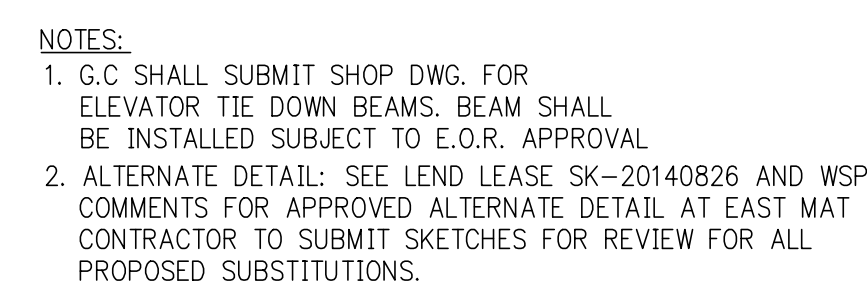 NOTES:
1. G.C SHALL SUBMIT SHOP DWG. FOR
ELEVATOR TIE DOWN BEAMS. BEAM SHALL
BE INSTALLED SUBJECT TO E.O.R. APPROVAL
2. ALTERNATE DETAIL: SEE LEND LEASE SK-20140826 AND WSP
COMMENTS FOR APPROVED ALTERNATE DETAIL AT EAST MAT
CONTRACTOR TO SUBMIT SKETCHES FOR REVIEW FOR ALL
PROPOSED SUBSTITUTIONS.